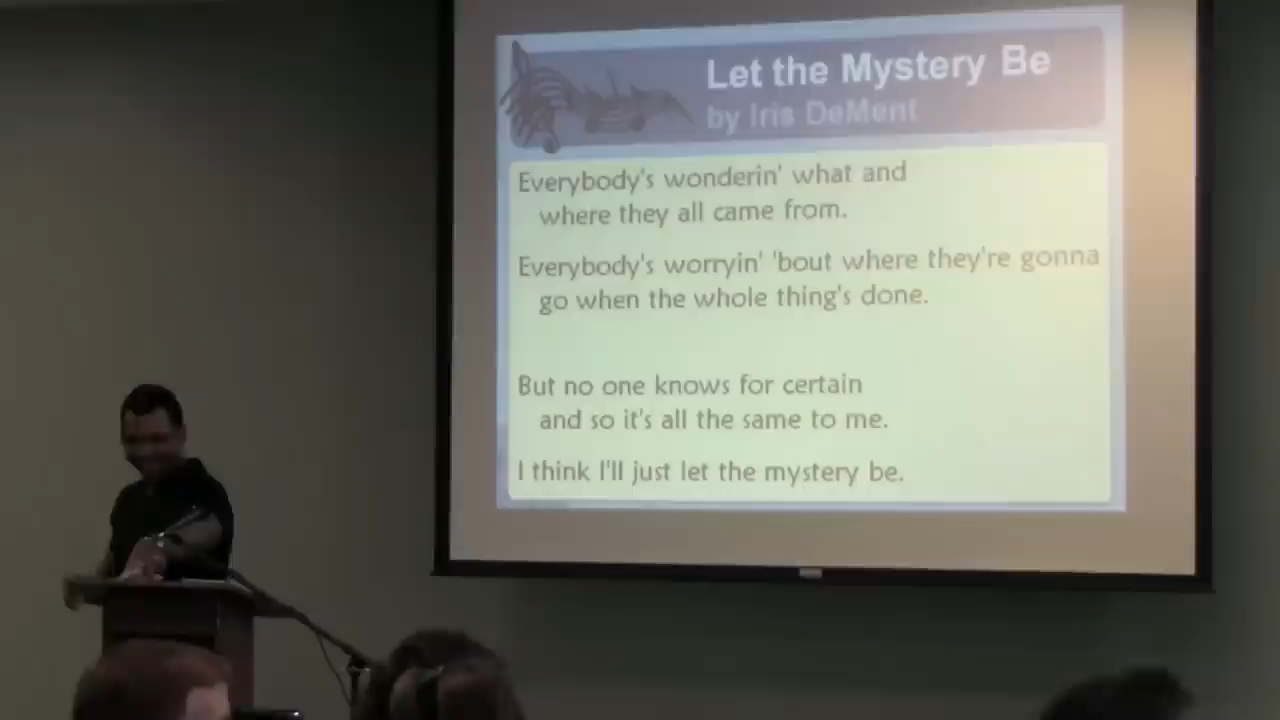 Let the Mystery Be
by Iris DeMent
Everybody's wonderin' what and
where they all came from.
Everybody's worryin' 'bout where they're gonna
go when the whole thing's done.
But no one knows for certain
and so it's all the same to me.
I think I'll just let the mystery be.